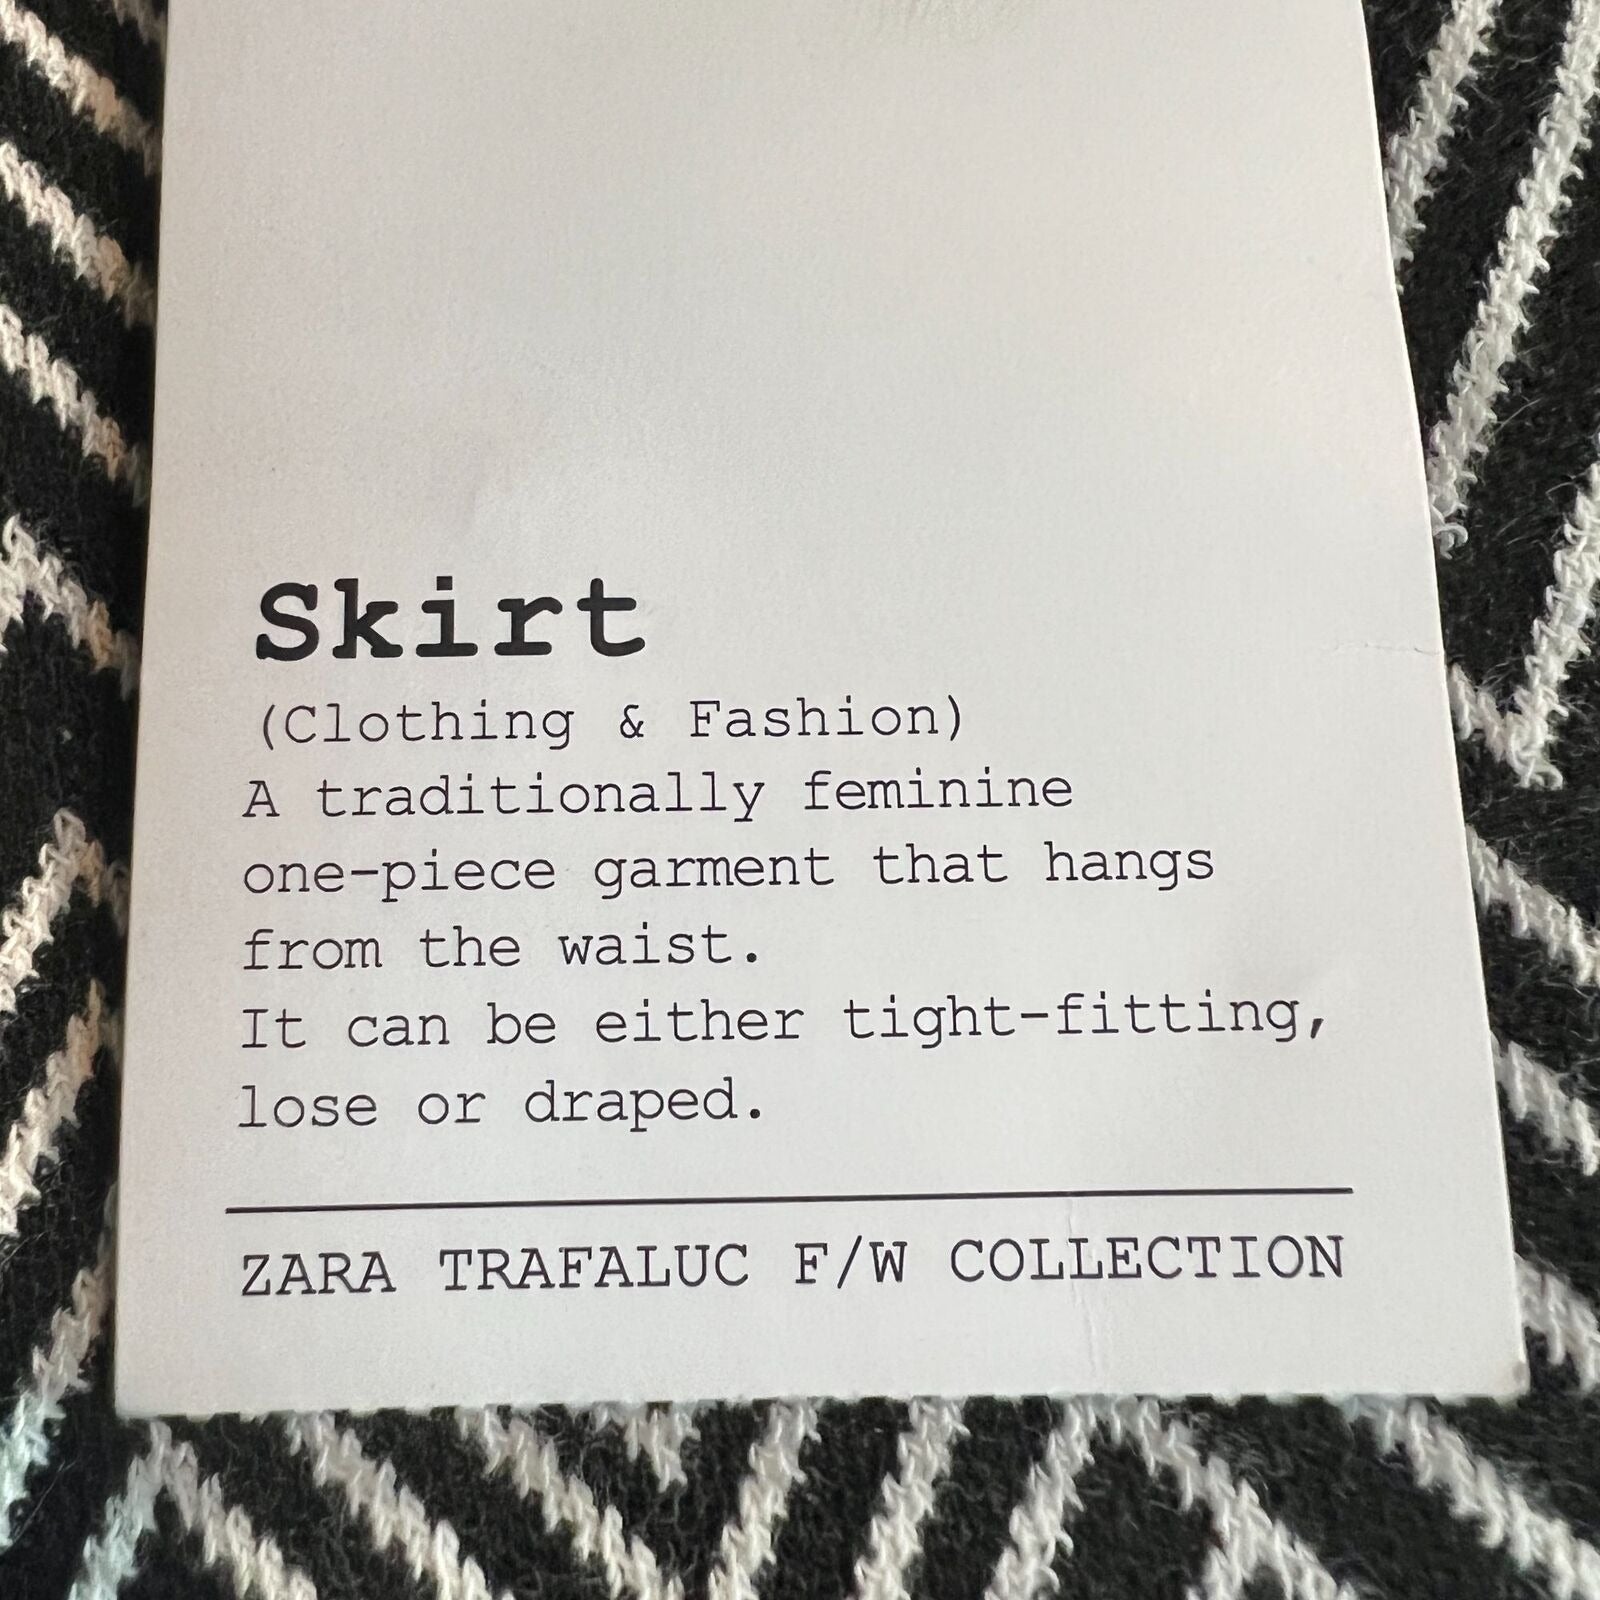 Skirt
(Clothing & Fashion)
A traditionally feminine
one-piece garment that hangs
from the waist.
It can be either tight-fitting,
lose or draped.
ZARA TRAFALUC F/W COLLECTION